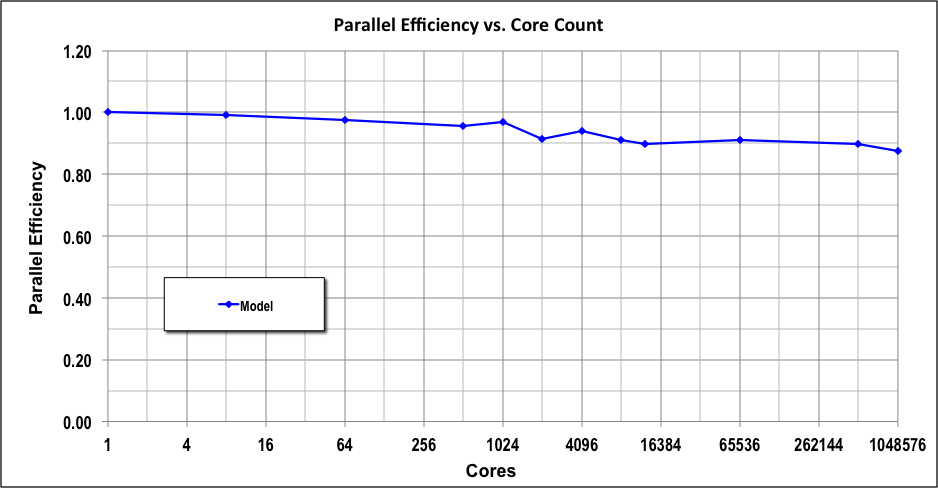 Parallel Efficiency vs. Core Count
1.20
1.00
0.80
0.60
0.40
0.20
0.00
Parallel Efficiency
Model
1 4 16 64 256 1024 4096 16384 65536 262144 1048576
Cores